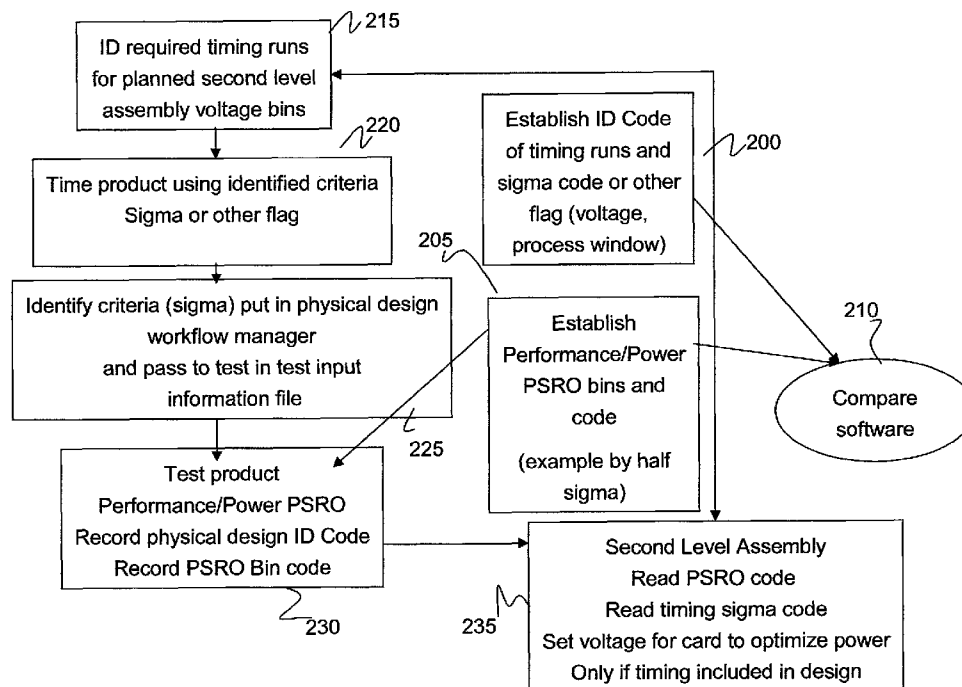 215
ID required timing runs
for planned second level
assembly voltage bins
220
Time product using identified criteria
Sigma or other flag
Identify criteria (sigma) put in physical design
workflow manager
and pass to test in test input
information file
225
Test product
Performance/Power PSRO
Record physical design ID Code
Record PSRO Bin code
230
Establish ID Code
of timing runs and
sigma code or other
flag (voltage,
process window)
200
205
Establish
Performance/Power
PSRO bins and
code
(example by half
sigma)
210
Compare
software
Second Level Assembly
Read PSRO code
Read timing sigma code
Set voltage for card to optimize power
Only if timing included in design
235